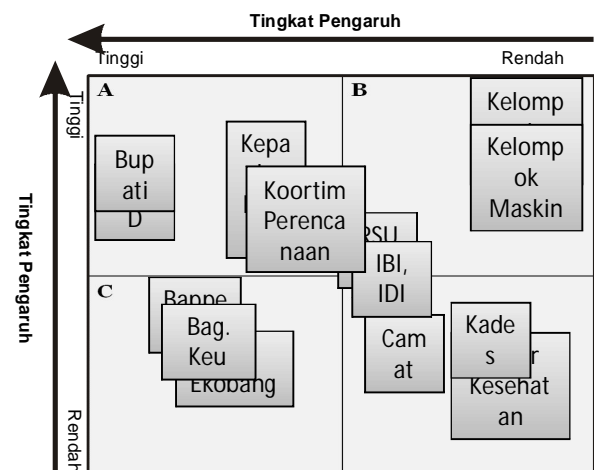 Tingkat Pengaruh
Tinggi
Rendah
Tingkat Pengaruh
Tinggi
Rendah
A
B
Kelomp
Kelomp
ok
Maskin
Bup
ati
D
Kepa
Koortim
Perenca
naan
RSU
IBI,
IDI
C
Bappe
Bag.
Keu
Ekobang
Cam
at
Kade
s
r
Kesehat
an